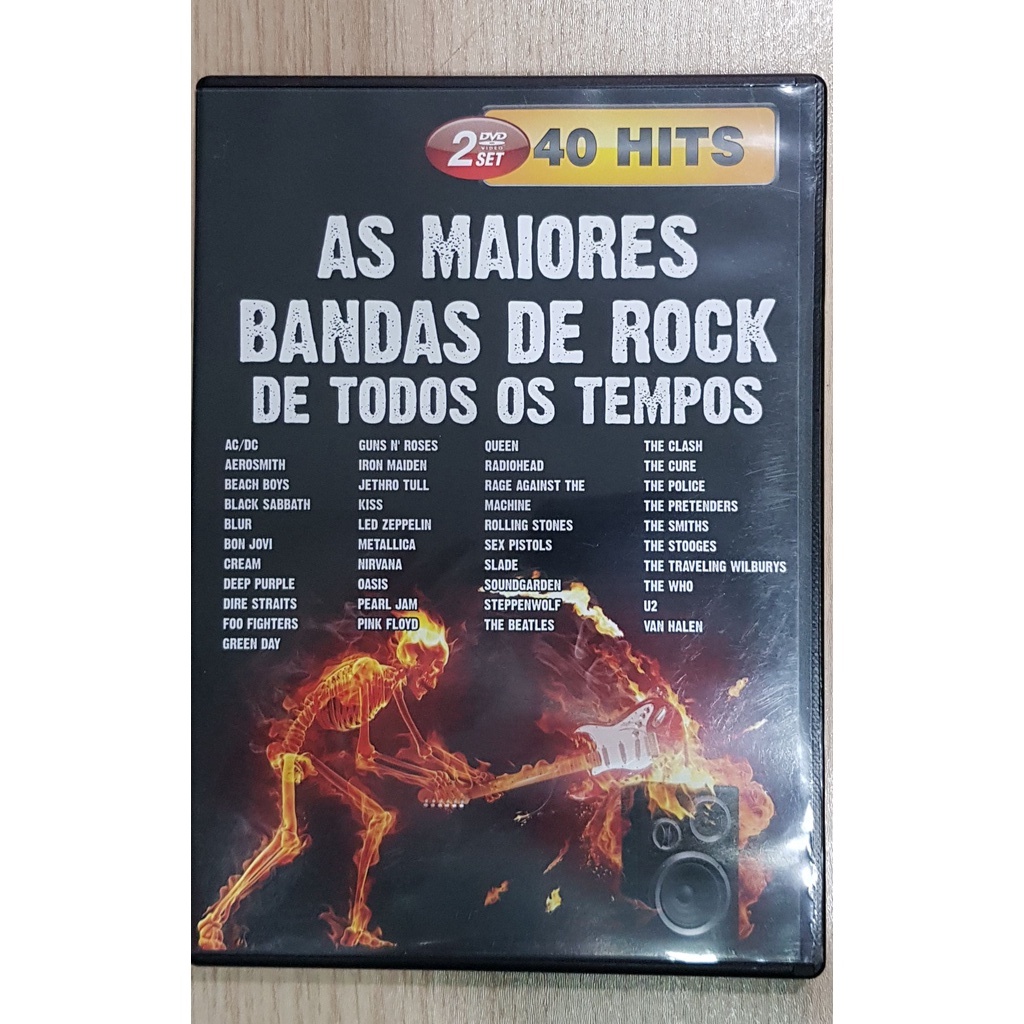 2 DVD VIDEO SET
40 HITS
AS MAIORES
BANDAS DE ROCK
DE TODOS OS TEMPOS
AC/DC
AEROSMITH
BEACH BOYS
BLACK SABBATH
BLUR
BON JOVI
CREAM
DEEP PURPLE
DIRE STRAITS
FOO FIGHTERS
GREEN DAY
GUNS N' ROSES
IRON MAIDEN
JETHRO TULL
KISS
LED ZEPPELIN
METALLICA
NIRVANA
OASIS
PEARL JAM
PINK FLOYD
QUEEN
RADIOHEAD
RAGE AGAINST THE
MACHINE
ROLLING STONES
SEX PISTOLS
SLADE
SOUNDGARDEN
STEPPENWOLF
THE BEATLES
THE CLASH
THE CURE
THE POLICE
THE PRETENDERS
THE SMITHS
THE STOOGES
THE TRAVELING WILBURYS
THE WHO
U2
VAN HALEN